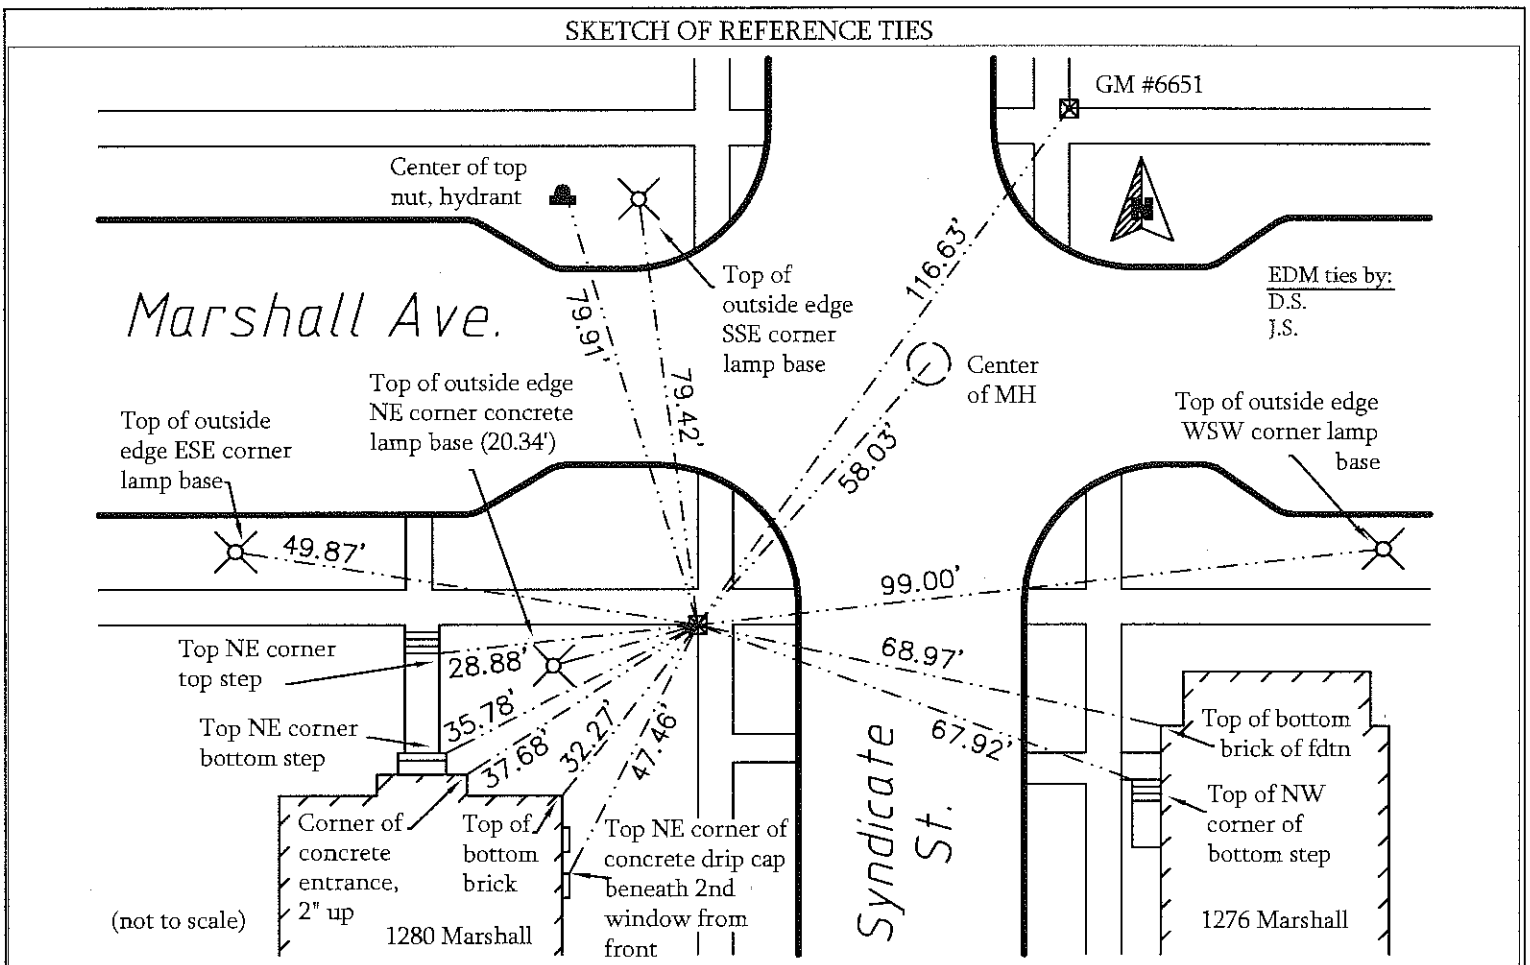 SKETCH OF REFERENCE TIES
GM #6651
Center of top
nut, hydrant
N
116.63'
Top of
outside edge
SSE corner
lamp base
EDM ties by:
D.S.
J.S.
Marshall Ave.
79.91'
79.42'
Center
of MH
58.03'
Top of outside edge
NE corner concrete
lamp base (20.34')
Top of outside
edge ESE corner
lamp base
Top of outside edge
WSW corner lamp
base
49.87'
99.00'
Top NE corner
top step
28.88'
68.97'
35.78'
Top NE corner
bottom step
37.68'
32.27'
47.46'
67.92'
Top of bottom
brick of fdtn
Syndicate
St.
Top of NW
corner of
bottom step
Corner of
concrete
entrance,
2" up
Top of
bottom
brick
Top NE corner of
concrete drip cap
beneath 2nd
window from
front
(not to scale)
1280 Marshall
1276 Marshall